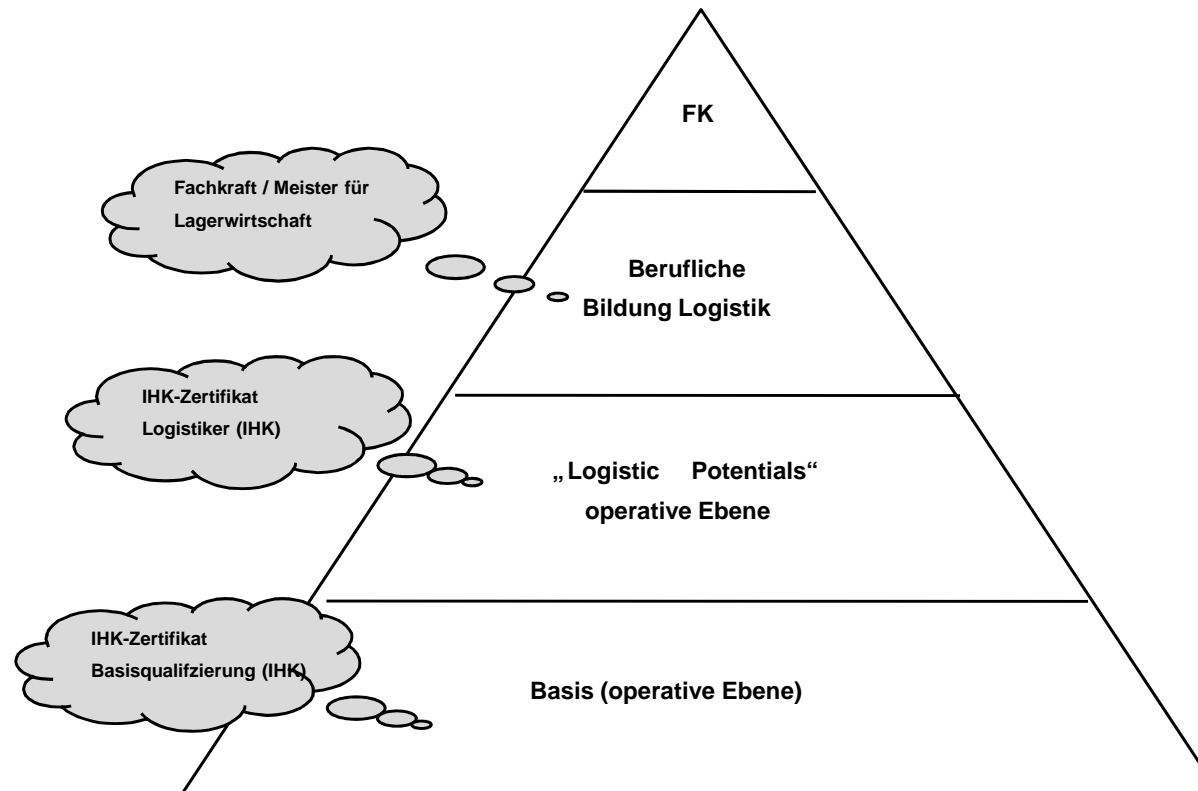 FK
Fachkraft / Meister für
Lagerwirtschaft
Berufliche
Bildung Logistik
IHK-Zertifikat
Logistiker (IHK)
„Logistic Potentials“
operative Ebene
IHK-Zertifikat
Basisqualifzierung (IHK)
Basis (operative Ebene)